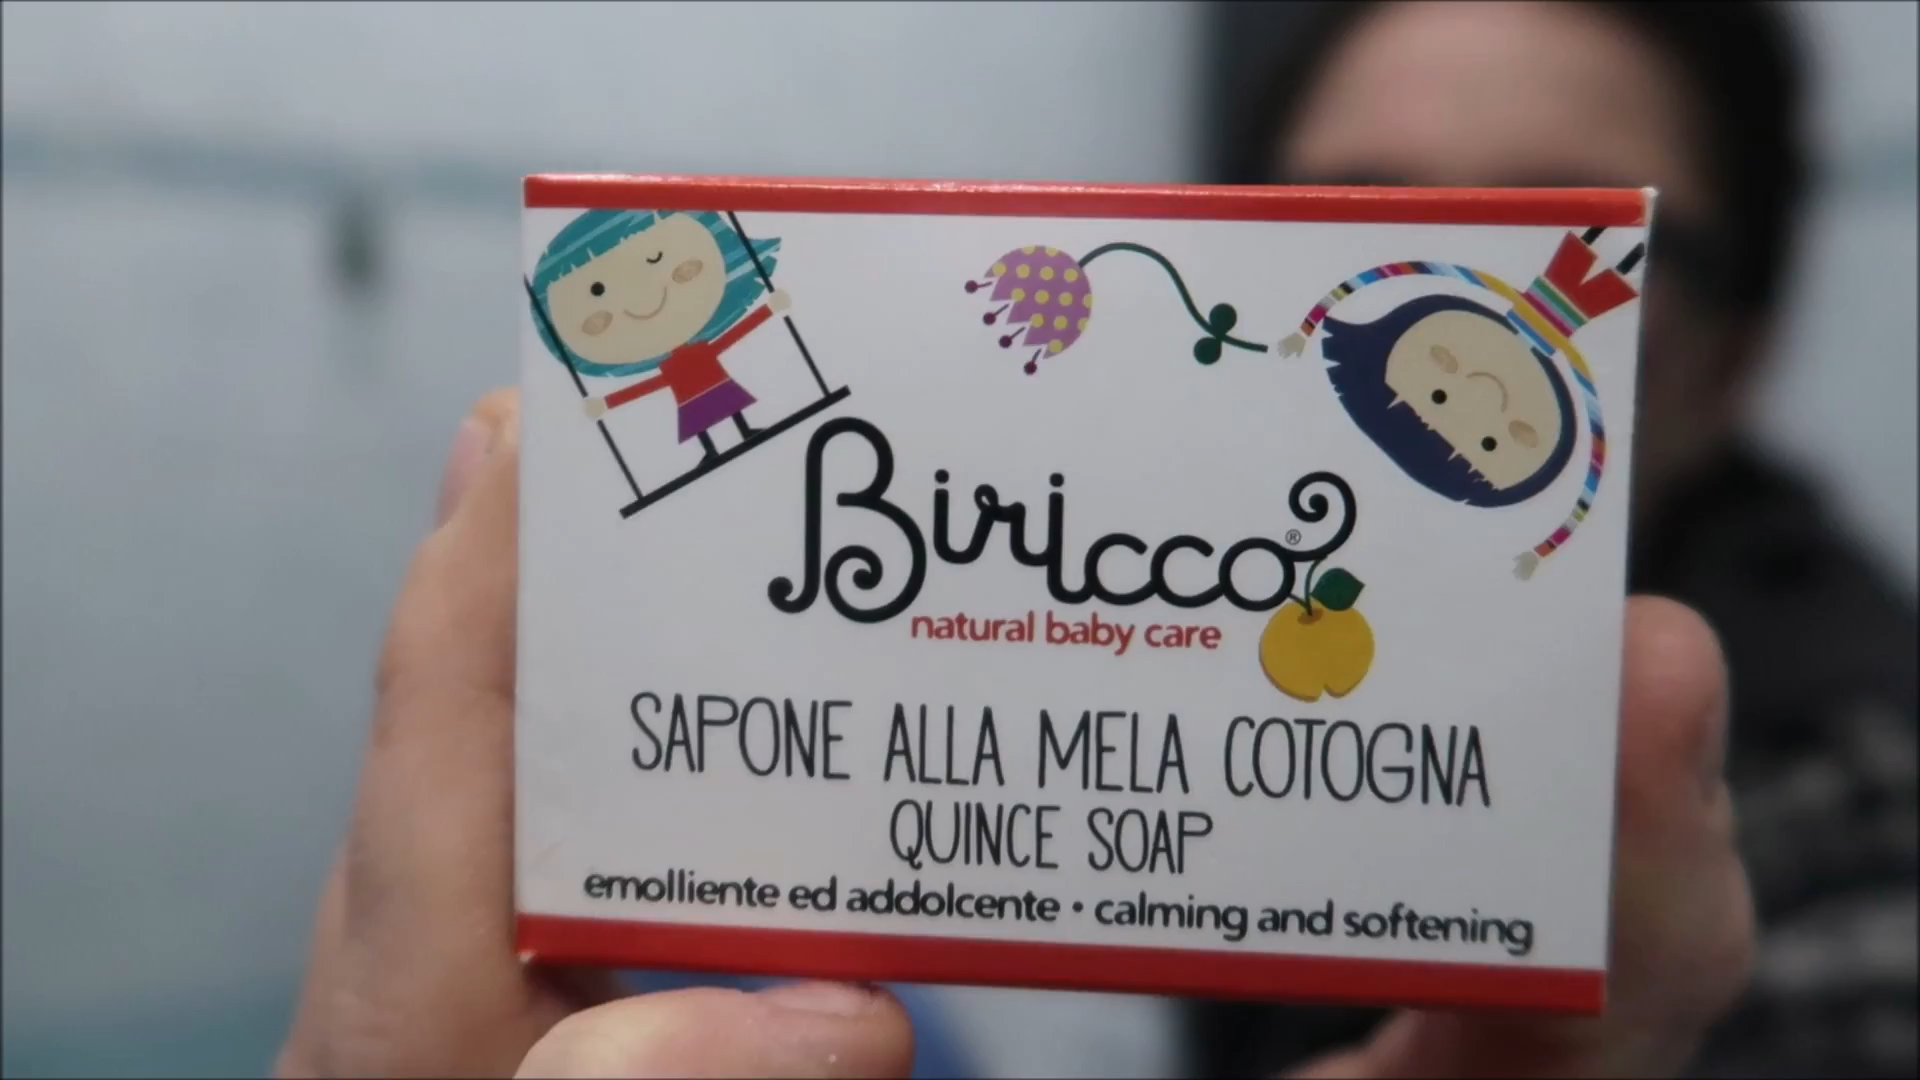 Biricco®
natural baby care
SAPONE ALLA MELA COTOGNA
QUINCE SOAP
emolliente ed addolcente • calming and softening